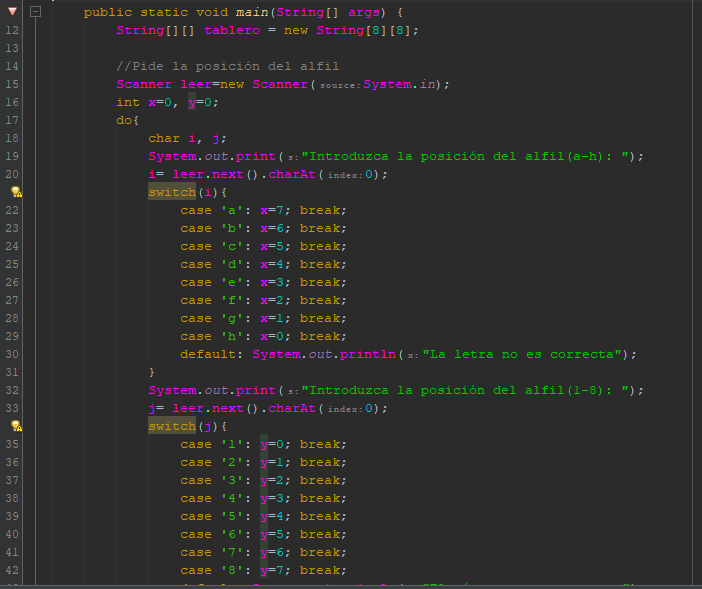 public static void main(String[] args) {
12 String[][] tablero = new String[8][8];
13
14 //Pide la posición del alfil
15 Scanner leer=new Scanner(source:System.in);
16 int x=0, y=0;
17 do{
18 char i, j;
19 System.out.print(s:"Introduzca la posición del alfil(a-h): ");
20 i= leer.next().charAt(index:0);
switch(i){
22 case 'a': x=7; break;
23 case 'b': x=6; break;
24 case 'c': x=5; break;
25 case 'd': x=4; break;
26 case 'e': x=3; break;
27 case 'f': x=2; break;
28 case 'g': x=1; break;
29 case 'h': x=0; break;
30 default: System.out.println(x:"La letra no es correcta");
31 }
32 System.out.print(s:"Introduzca la posición del alfil(1-8): ");
33 j= leer.next().charAt(index:0);
switch(j){
35 case '1': y=0; break;
36 case '2': y=1; break;
37 case '3': y=2; break;
38 case '4': y=3; break;
39 case '5': y=4; break;
40 case '6': y=5; break;
41 case '7': y=6; break;
42 case '8': y=7; break;